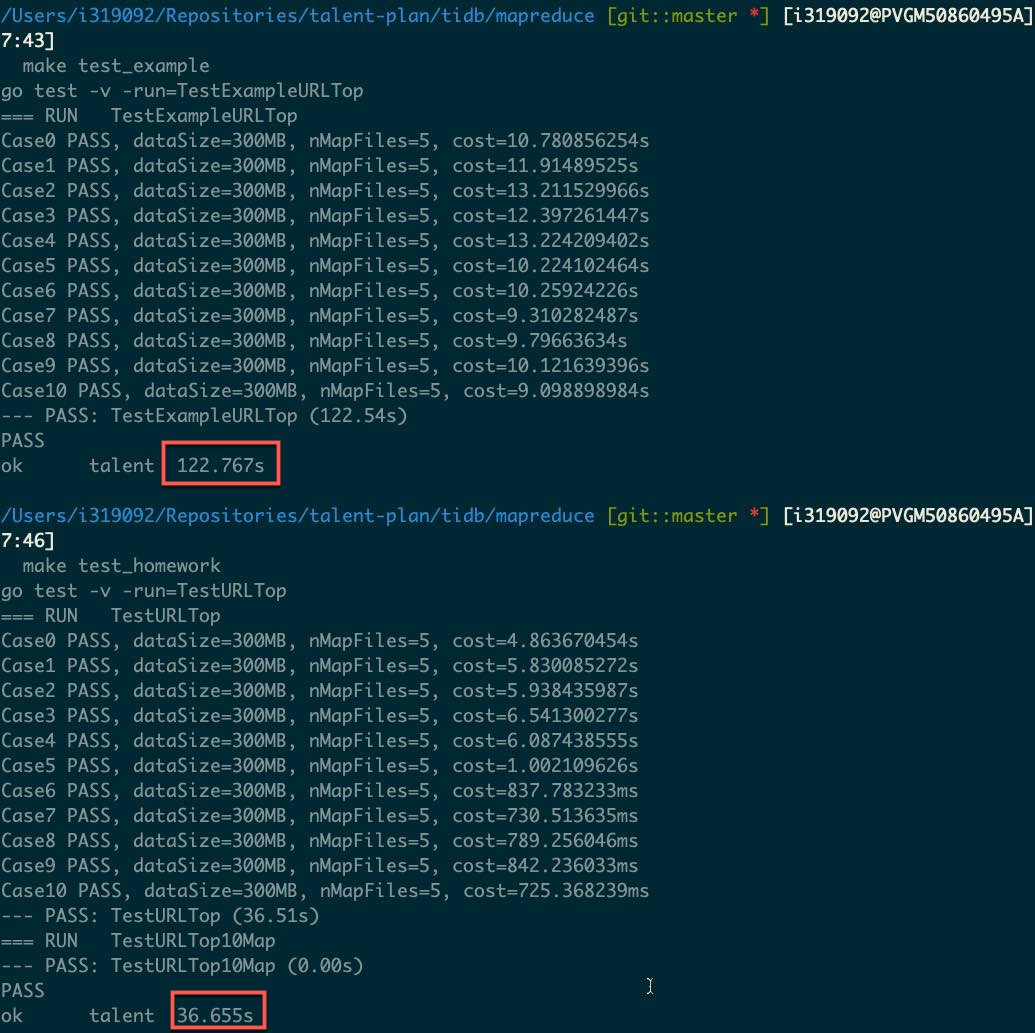 /Users/i319092/Repositories/talent-plan/tidb/mapreduce [git::master *] [i319092@PVGM50860495A]
7:43]
make test_example
go test -v -run=TestExampleURLTop
=== RUN   TestExampleURLTop
Case0 PASS, dataSize=300MB, nMapFiles=5, cost=10.780856254s
Case1 PASS, dataSize=300MB, nMapFiles=5, cost=11.91489525s
Case2 PASS, dataSize=300MB, nMapFiles=5, cost=13.211529966s
Case3 PASS, dataSize=300MB, nMapFiles=5, cost=12.397261447s
Case4 PASS, dataSize=300MB, nMapFiles=5, cost=13.224209402s
Case5 PASS, dataSize=300MB, nMapFiles=5, cost=10.224102464s
Case6 PASS, dataSize=300MB, nMapFiles=5, cost=10.25924226s
Case7 PASS, dataSize=300MB, nMapFiles=5, cost=9.310282487s
Case8 PASS, dataSize=300MB, nMapFiles=5, cost=9.79663634s
Case9 PASS, dataSize=300MB, nMapFiles=5, cost=10.121639396s
Case10 PASS, dataSize=300MB, nMapFiles=5, cost=9.098898984s
--- PASS: TestExampleURLTop (122.54s)
PASS
ok      talent  122.767s
/Users/i319092/Repositories/talent-plan/tidb/mapreduce [git::master *] [i319092@PVGM50860495A]
7:46]
make test_homework
go test -v -run=TestURLTop
=== RUN   TestURLTop
Case0 PASS, dataSize=300MB, nMapFiles=5, cost=4.863670454s
Case1 PASS, dataSize=300MB, nMapFiles=5, cost=5.830085272s
Case2 PASS, dataSize=300MB, nMapFiles=5, cost=5.938435987s
Case3 PASS, dataSize=300MB, nMapFiles=5, cost=6.541300277s
Case4 PASS, dataSize=300MB, nMapFiles=5, cost=6.087438555s
Case5 PASS, dataSize=300MB, nMapFiles=5, cost=1.002109626s
Case6 PASS, dataSize=300MB, nMapFiles=5, cost=837.783233ms
Case7 PASS, dataSize=300MB, nMapFiles=5, cost=730.513635ms
Case8 PASS, dataSize=300MB, nMapFiles=5, cost=789.256046ms
Case9 PASS, dataSize=300MB, nMapFiles=5, cost=842.236033ms
Case10 PASS, dataSize=300MB, nMapFiles=5, cost=725.368239ms
--- PASS: TestURLTop (36.51s)
=== RUN   TestURLTop10Map
--- PASS: TestURLTop10Map (0.00s)
PASS
ok      talent  36.655s